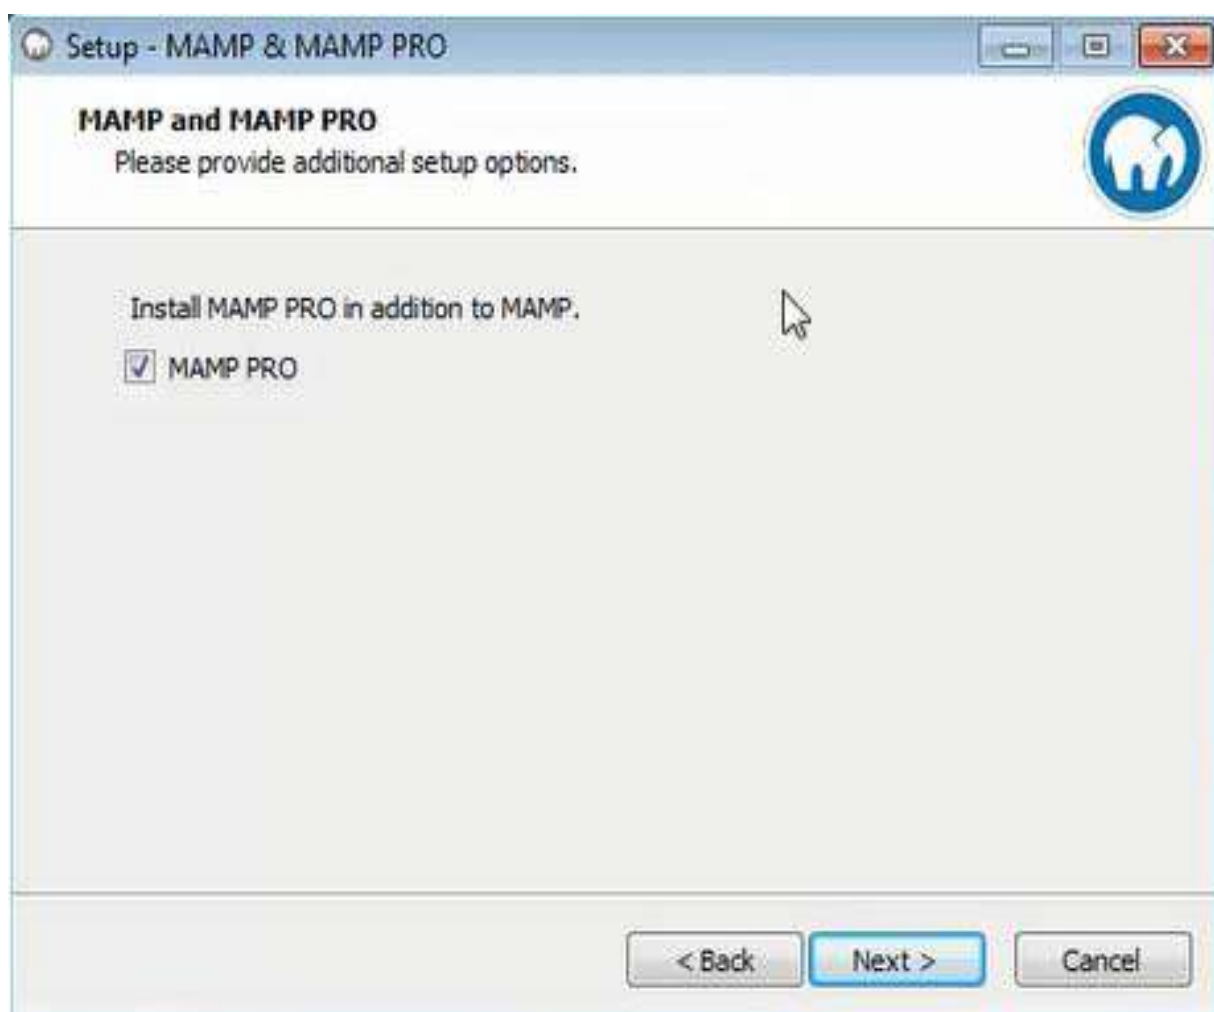 Setup - MAMP & MAMP PRO
MAMP and MAMP PRO
Please provide additional setup options.
Install MAMP PRO in addition to MAMP.
MAMP PRO
< Back
Next >
Cancel